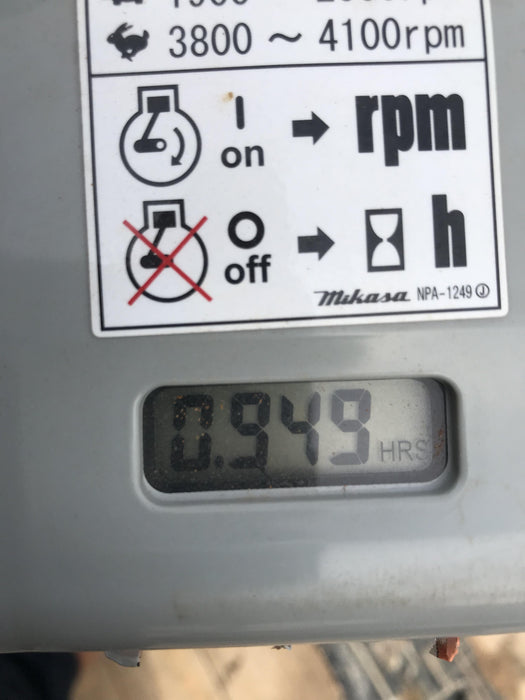 3800 ~ 4100rpm
I
on
rpm
O
off
h
Mikasa NPA-1249 J
0.949 HRS